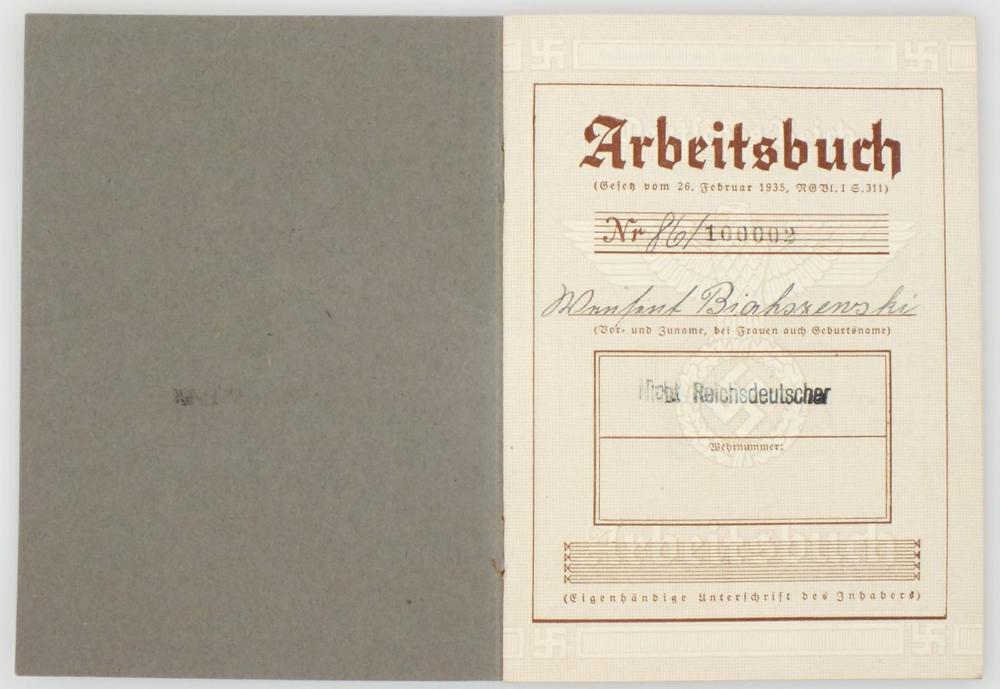 Arbeitsbuch
(Gesetz vom 26. Februar 1935, RGBl. I S. 311)
Nr 86/100002
(Vor- und Zuname, bei Frauen auch Geburtsname)
Nicht Reichsdeutscher
Wehrnummer:
Arbeitsbuch
(Eigenhändige Unterschrift des Inhabers)